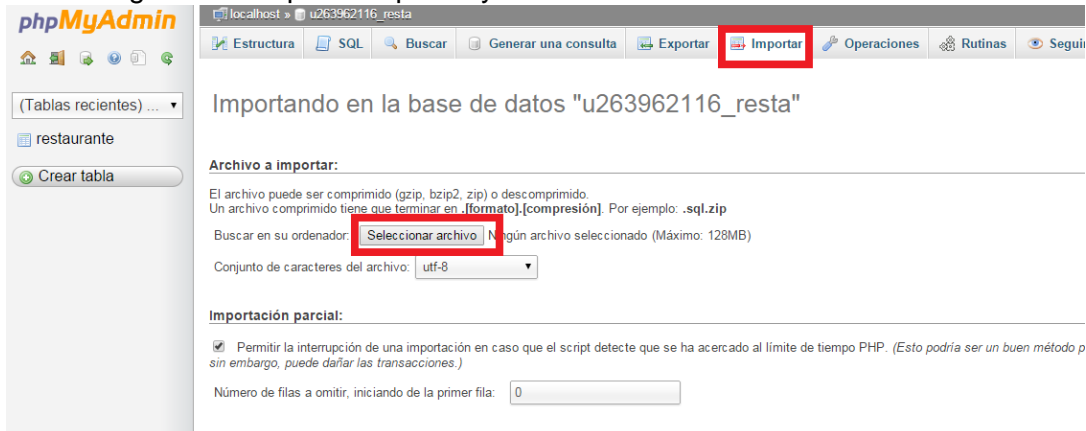 phpMyAdmin
localhost » u263962116_resta
Estructura SQL Buscar Generar una consulta Exportar Importar Operaciones Rutinas Seguir
(Tablas recientes) ...
restaurante
Crear tabla
Importando en la base de datos "u263962116_resta"
Archivo a importar:
El archivo puede ser comprimido (gzip, bzip2, zip) o descomprimido.
Un archivo comprimido tiene que terminar en .[formato].[compresión]. Por ejemplo: .sql.zip
Buscar en su ordenador: Seleccionar archivo Ningún archivo seleccionado (Máximo: 128MB)
Conjunto de caracteres del archivo: utf-8
Importación parcial:
Permitir la interrupción de una importación en caso que el script detecte que se ha acercado al límite de tiempo PHP. (Esto podría ser un buen método p
sin embargo, puede dañar las transacciones.)
Número de filas a omitir, iniciando de la primer fila: 0